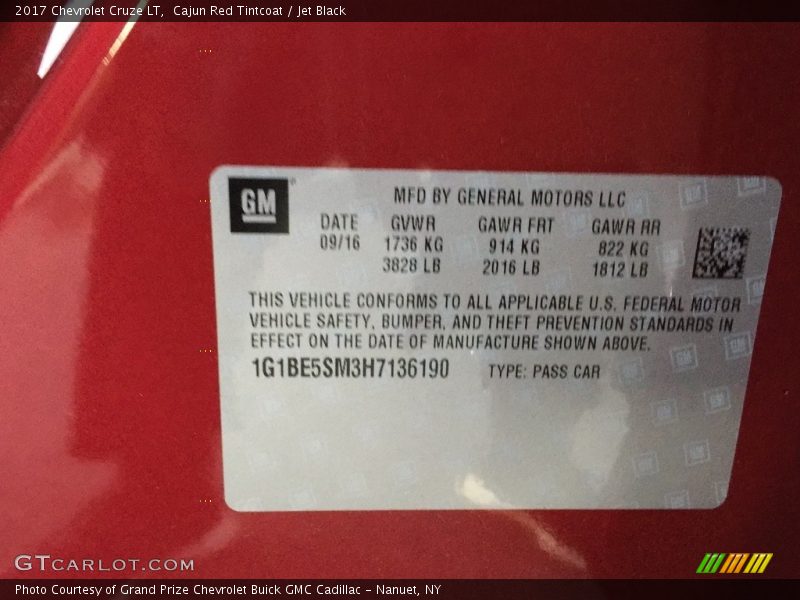 2017 Chevrolet Cruze LT,  Cajun Red Tintcoat / Jet Black
GM
MFD BY GENERAL MOTORS LLC
DATE GVWR GAWR FRT GAWR RR
09/16 1736 KG 914 KG 822 KG
3828 LB 2016 LB 1812 LB
THIS VEHICLE CONFORMS TO ALL APPLICABLE U.S. FEDERAL MOTOR
VEHICLE SAFETY, BUMPER, AND THEFT PREVENTION STANDARDS IN
EFFECT ON THE DATE OF MANUFACTURE SHOWN ABOVE.
1G1BE5SM3H7136190 TYPE: PASS CAR
GTCARLOT.COM
Photo Courtesy of Grand Prize Chevrolet Buick GMC Cadillac – Nanuet, NY